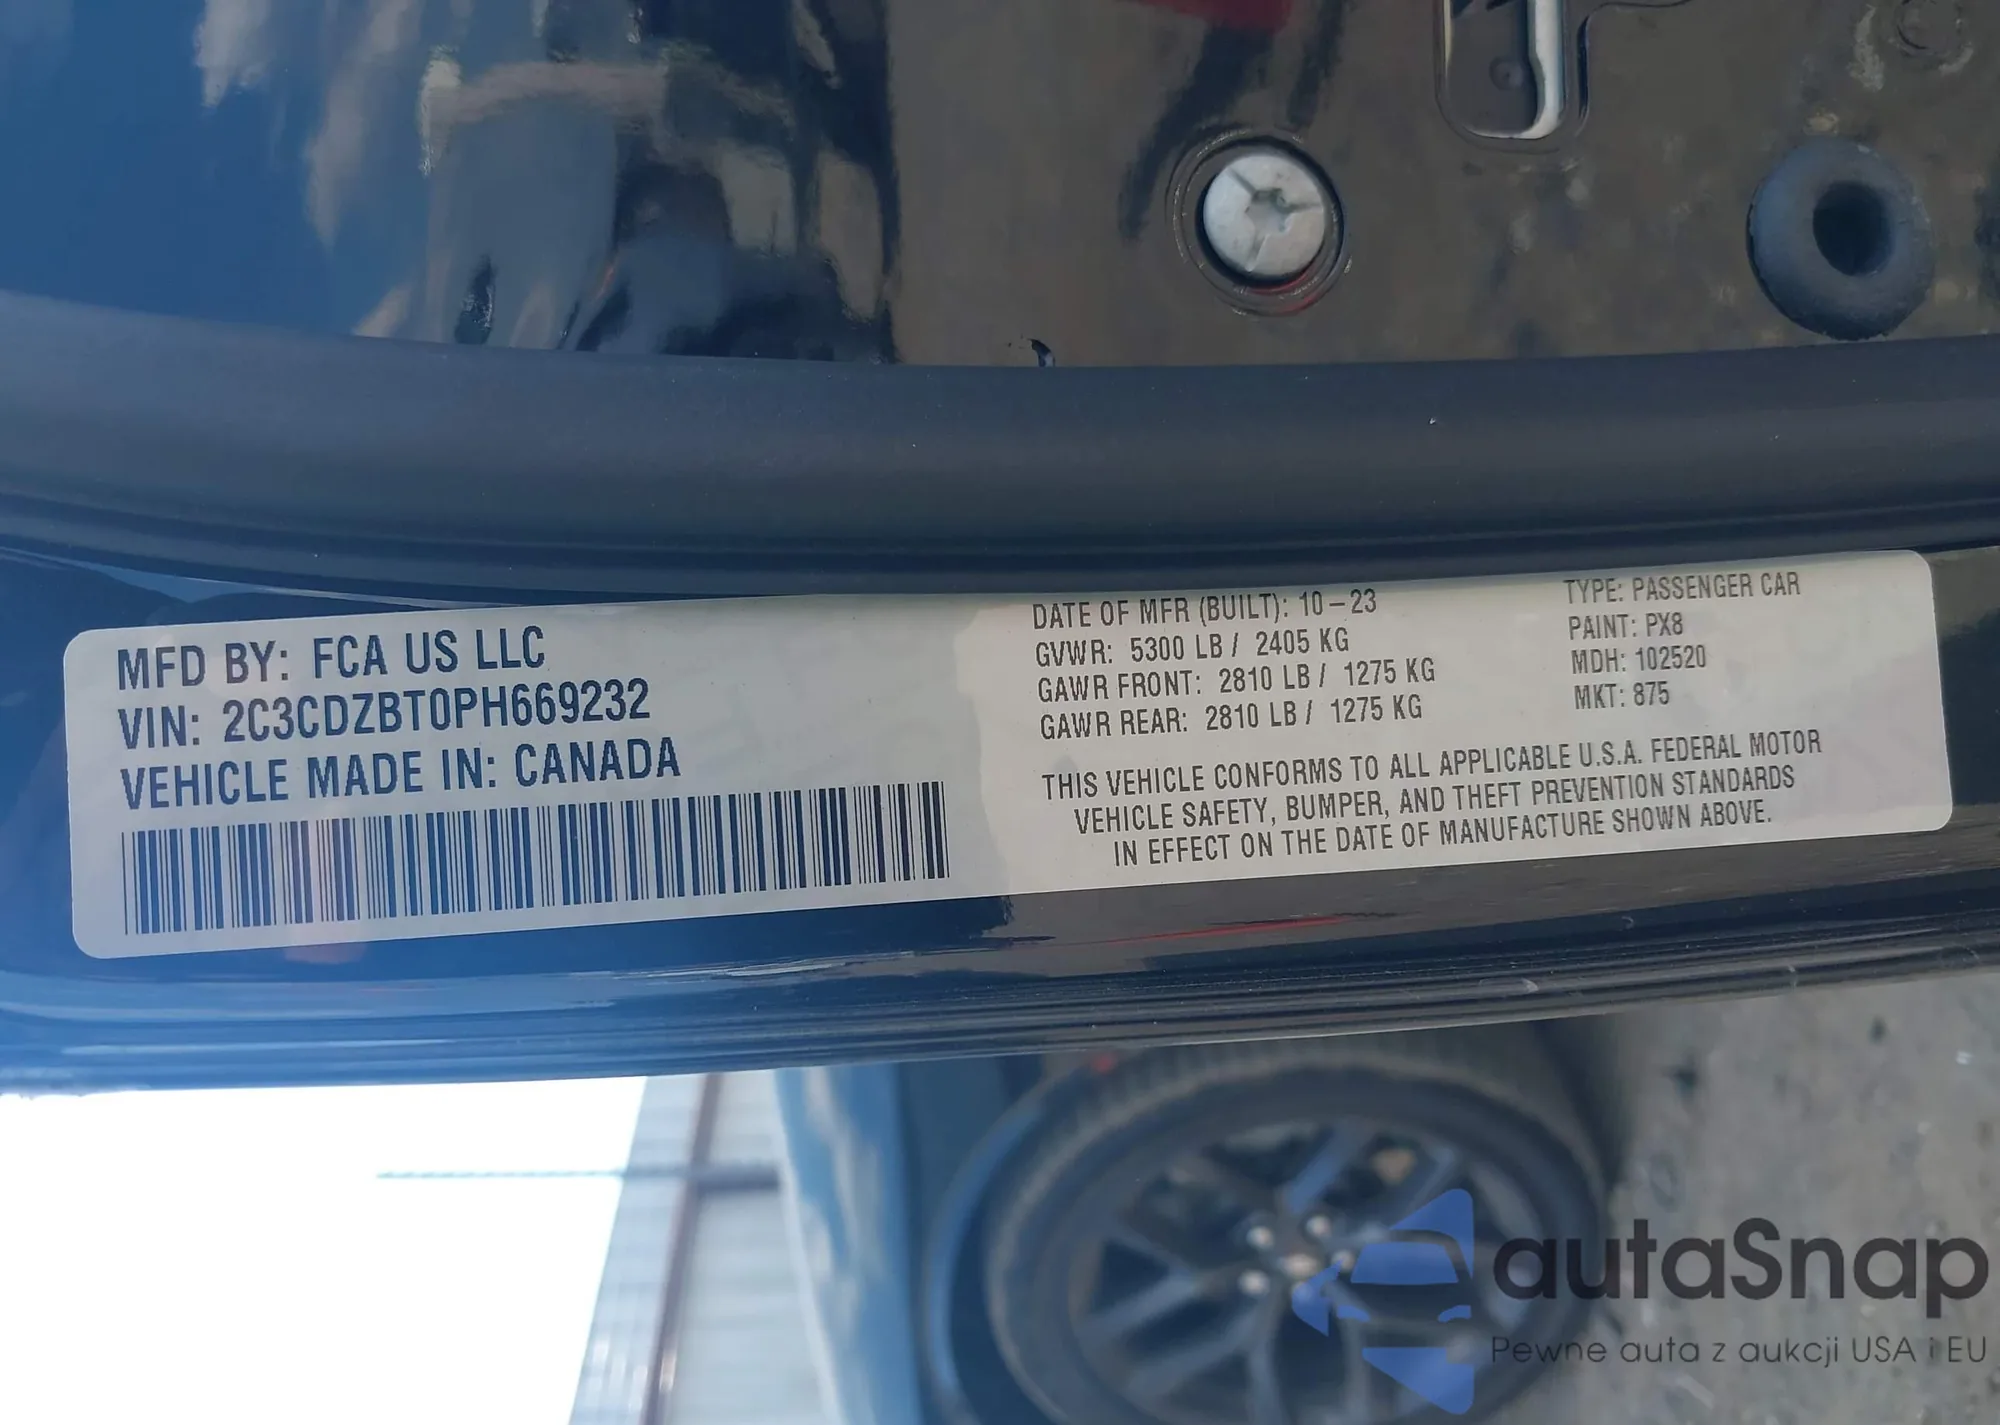 MFD BY: FCA US LLC
VIN: 2C3CDZBT0PH669232
VEHICLE MADE IN: CANADA
DATE OF MFR (BUILT): 10-23
GVWR: 5300 LB / 2405 KG
GAWR FRONT: 2810 LB / 1275 KG
GAWR REAR: 2810 LB / 1275 KG
TYPE: PASSENGER CAR
PAINT: PX8
MDH: 102520
MKT: 875
THIS VEHICLE CONFORMS TO ALL APPLICABLE U.S.A. FEDERAL MOTOR
VEHICLE SAFETY, BUMPER, AND THEFT PREVENTION STANDARDS
IN EFFECT ON THE DATE OF MANUFACTURE SHOWN ABOVE.
autaSnap
Pewne auta z aukcji USA i EU